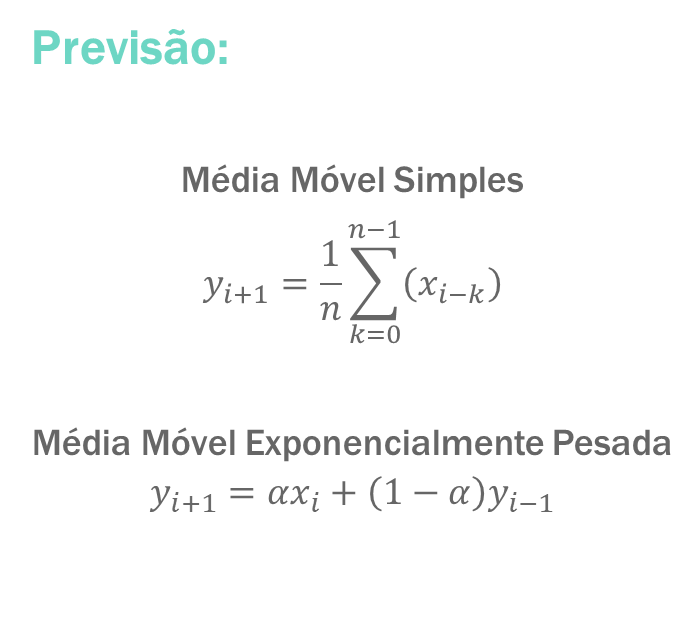 Previsão:
Média Móvel Simples
$y_{i+1} = \frac{1}{n} \sum_{k=0}^{n-1} (x_{i-k})$
Média Móvel Exponencialmente Pesada
$y_{i+1} = \alpha x_i + (1 - \alpha) y_{i-1}$